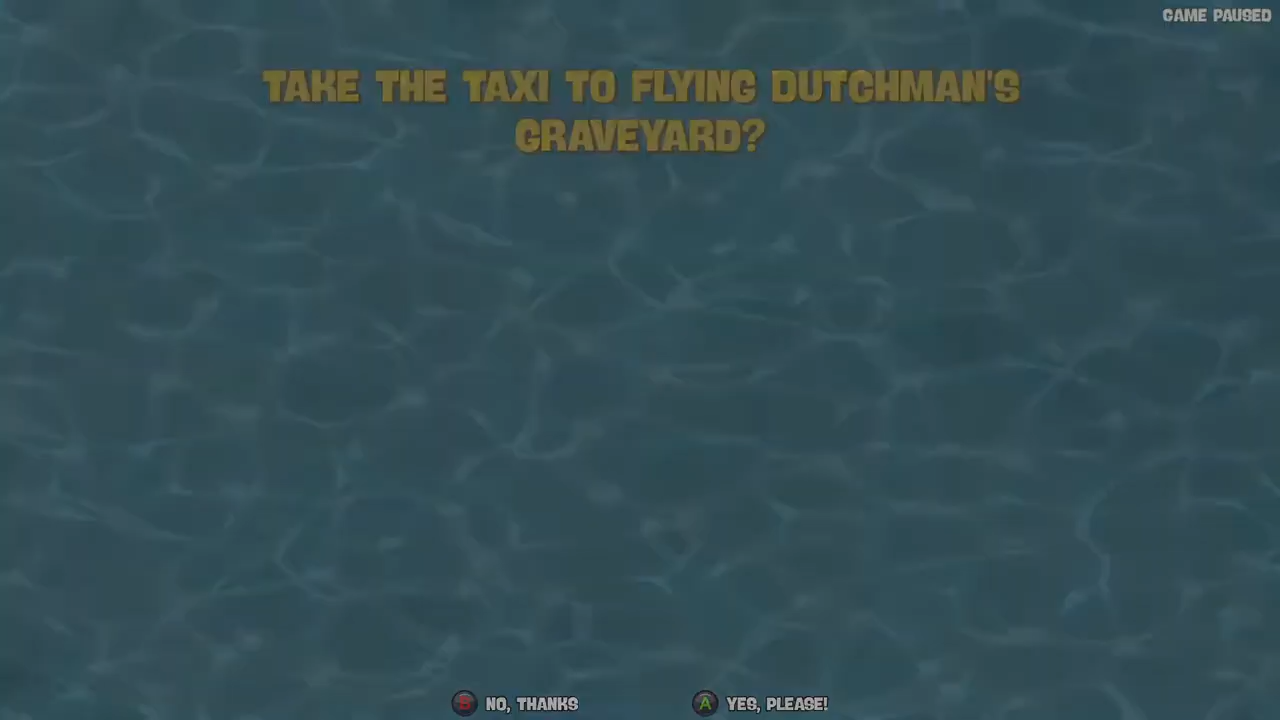 GAME PAUSED
TAKE THE TAXI TO FLYING DUTCHMAN'S
GRAVEYARD?
B NO, THANKS
A YES, PLEASE!